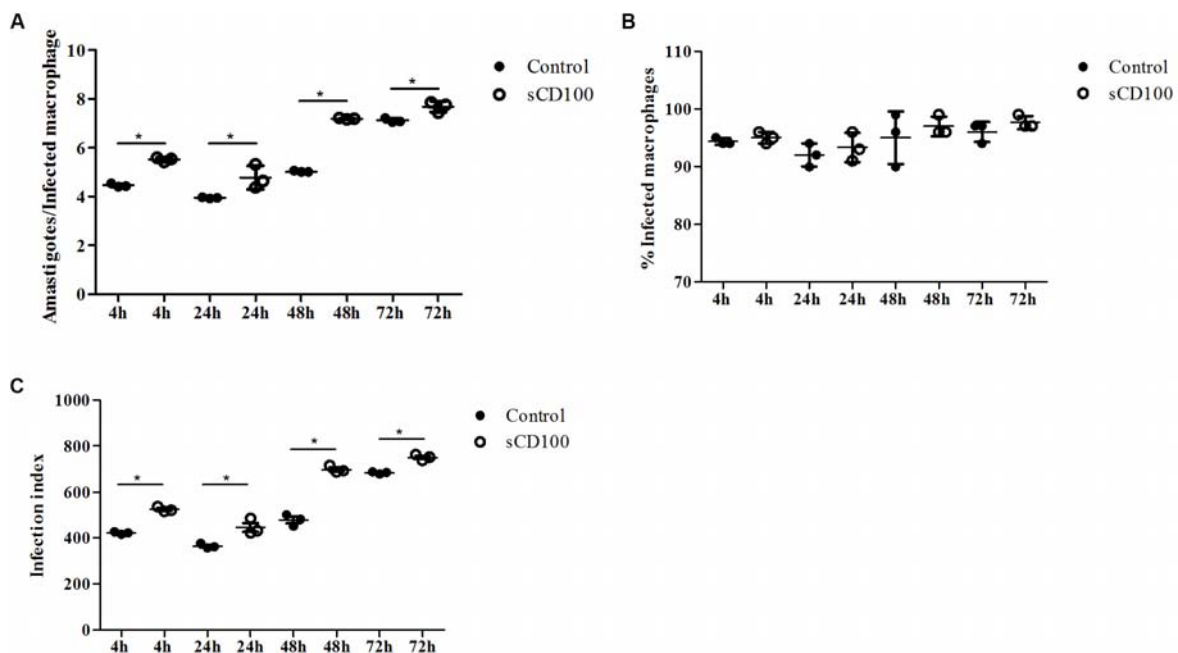 A
Amastigotes/Infected macrophage
10
8
6
4
2
0
* * * *
4h 4h 24h 24h 48h 48h 72h 72h
Control
sCD100
B
% Infected macrophages
110
100
90
80
70
4h 4h 24h 24h 48h 48h 72h 72h
Control
sCD100
C
Infection index
1000
800
600
400
200
0
* * * *
4h 4h 24h 24h 48h 48h 72h 72h
Control
sCD100